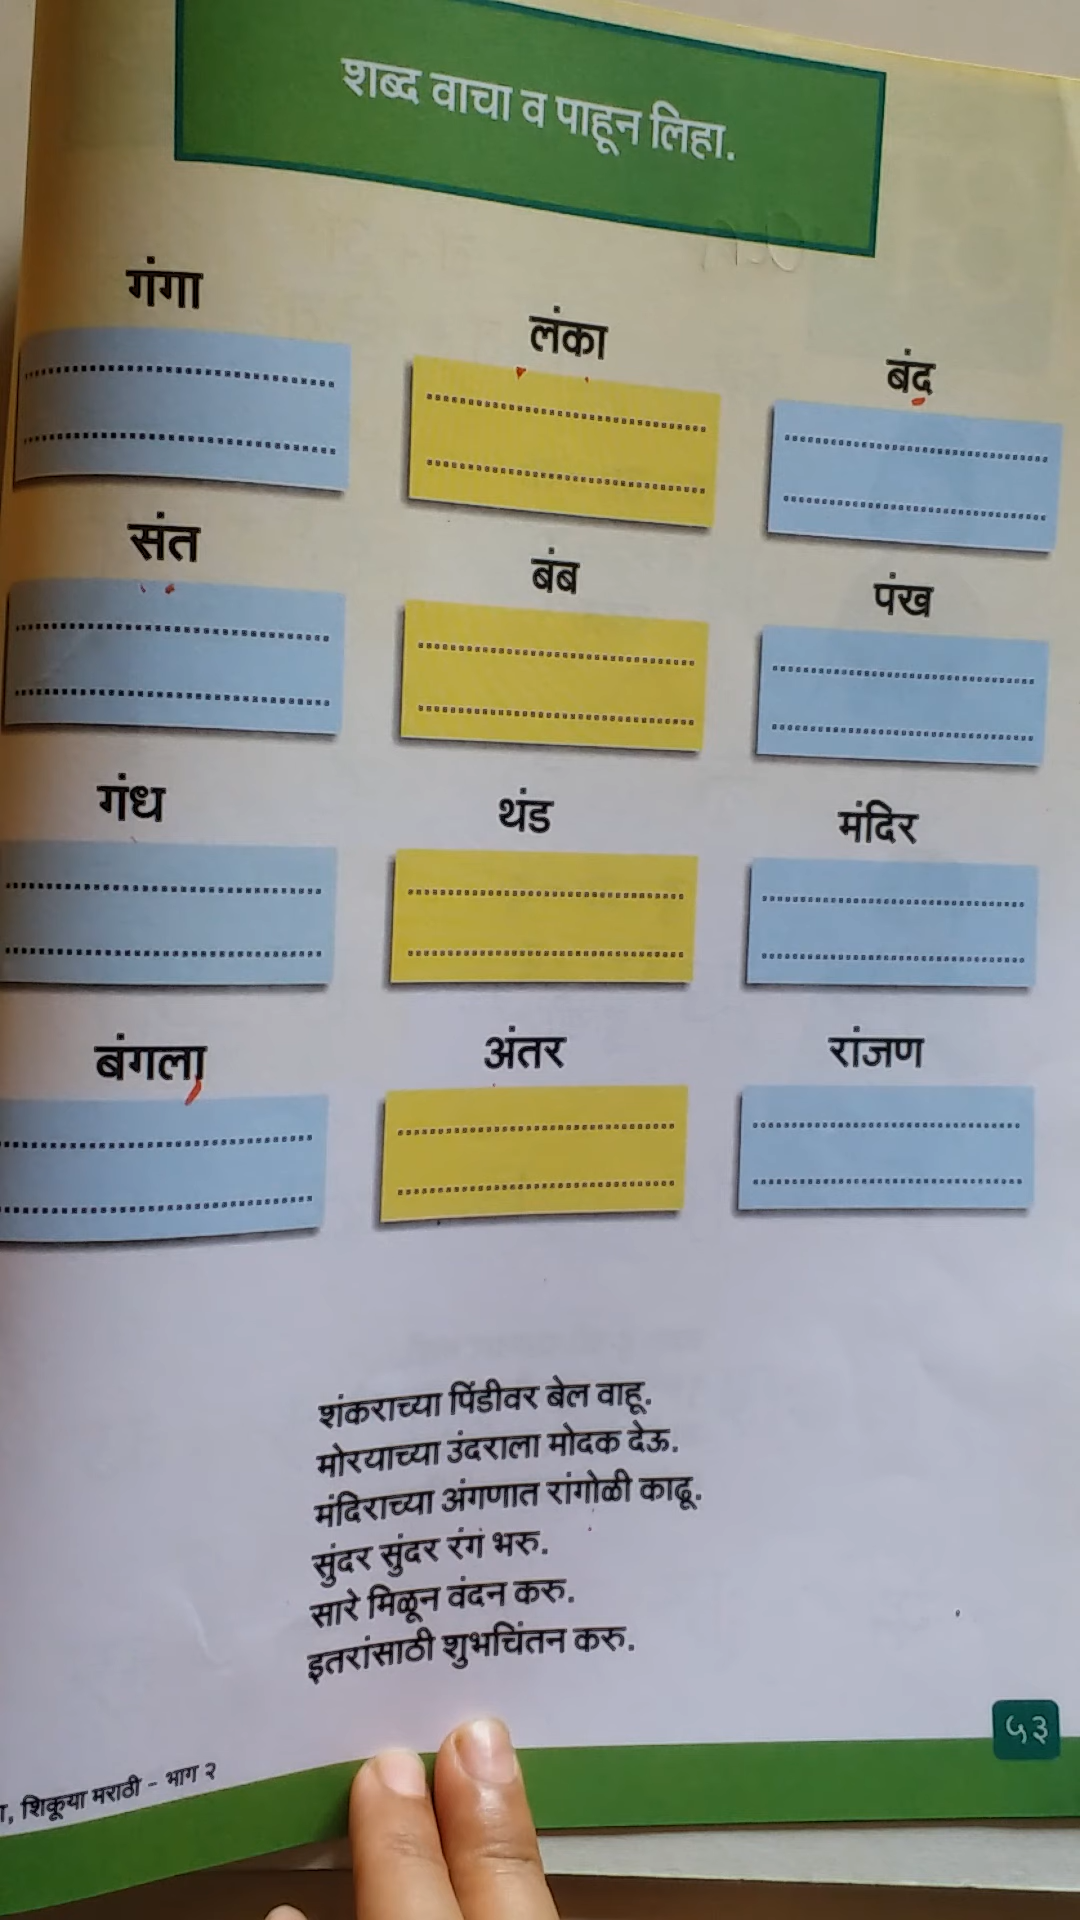 शब्द वाचा व पाहून लिहा.
गंगा लंका बंद
संत बंब पंख
गंध थंड मंदिर
बंगला अंतर रांजण
शंकराच्या पिंडीवर बेल वाहू.
मोरयाच्या उंदराला मोदक देऊ.
मंदिराच्या अंगणात रांगोळी काढू.
सुंदर सुंदर रंग भरु.
सारे मिळून वंदन करु.
इतरांसाठी शुभचिंतन करु.
५३
, शिकूया मराठी - भाग २